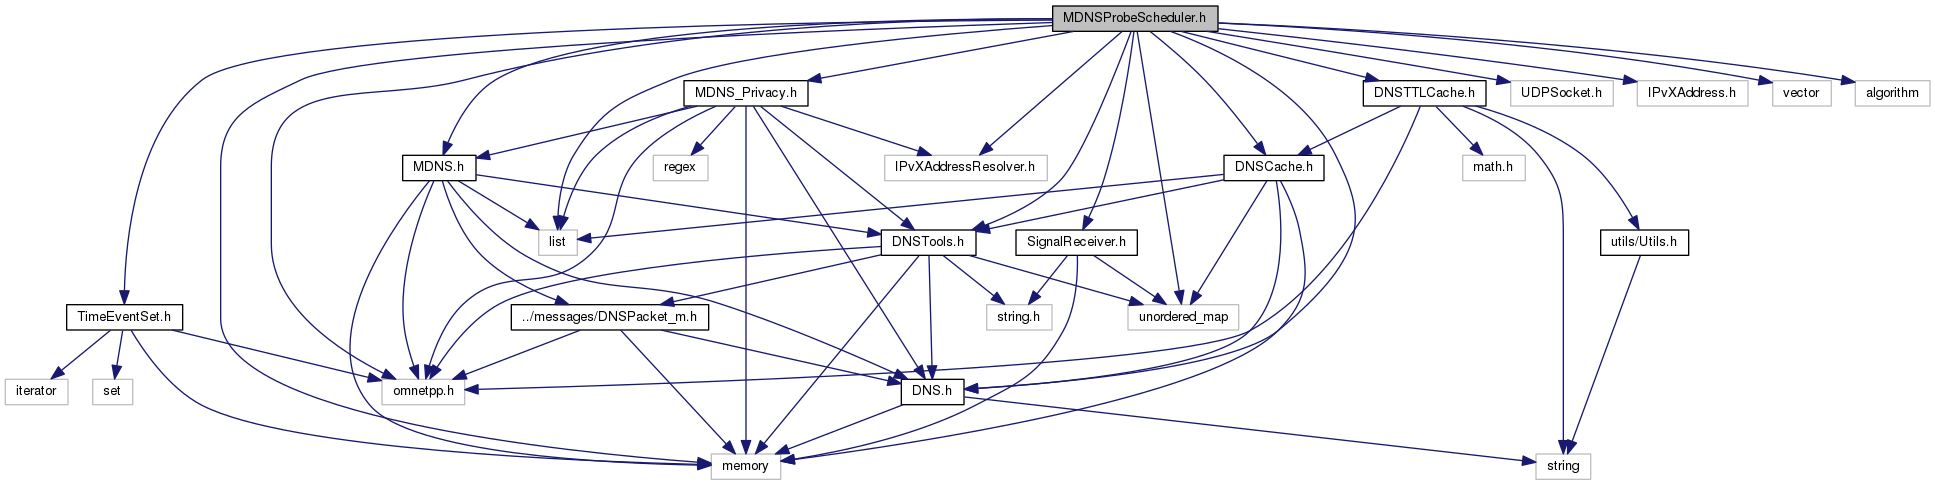 MDNSProbeScheduler.h
MDNS_Privacy.h
DNSTTLCache.h
UDPSocket.h
IPvXAddress.h
vector
algorithm
MDNS.h
regex
IPvXAddressResolver.h
DNSCache.h
math.h
list
DNSTools.h
SignalReceiver.h
utils/Utils.h
TimeEventSet.h
../messages/DNSPacket_m.h
string.h
unordered_map
iterator
set
omnetpp.h
DNS.h
memory
string